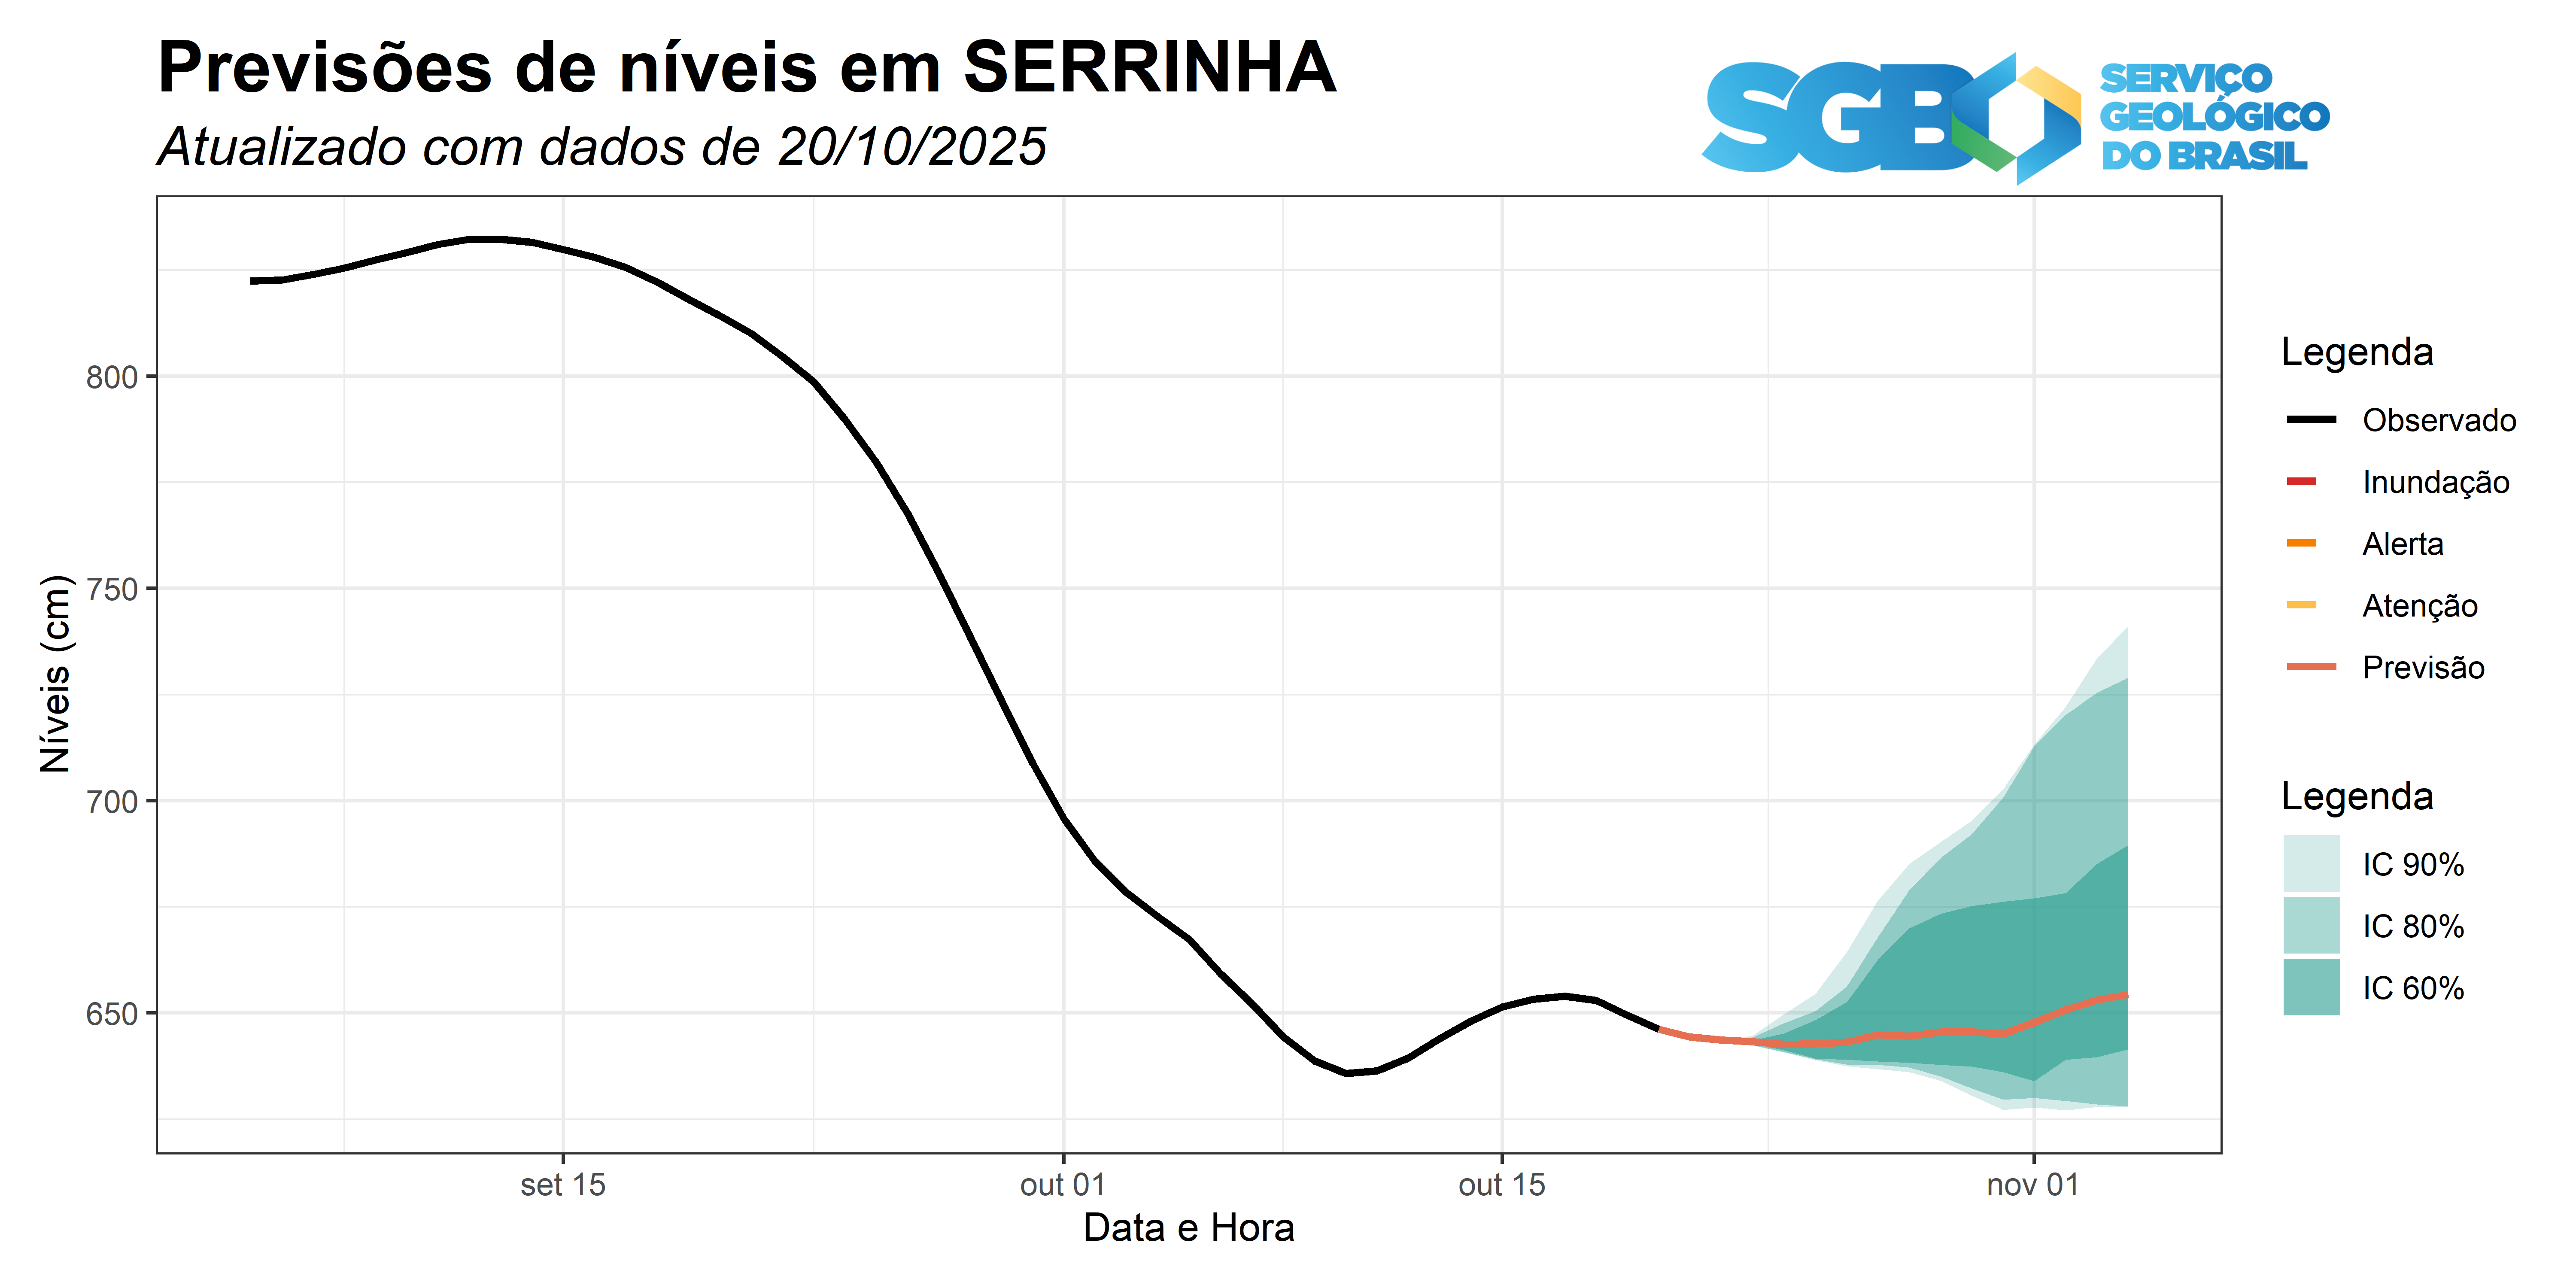 Previsões de níveis em SERRINHA
Atualizado com dados de 20/10/2025
SGB
SERVIÇO
GEOLÓGICO
DO BRASIL
Níveis (cm)
800
750
700
650
set 15
out 01
out 15
nov 01
Data e Hora
Legenda
Observado
Inundação
Alerta
Atenção
Previsão
Legenda
IC 90%
IC 80%
IC 60%